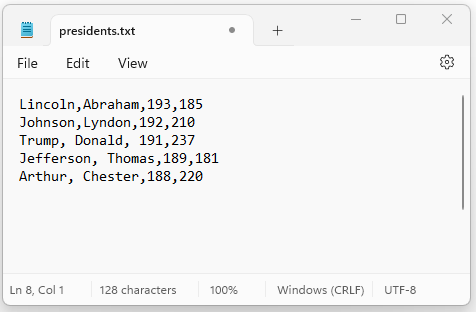 presidents.txt
File Edit View
Lincoln,Abraham,193,185
Johnson,Lyndon,192,210
Trump, Donald, 191,237
Jefferson, Thomas,189,181
Arthur, Chester,188,220
Ln 8, Col 1 128 characters 100% Windows (CRLF) UTF-8